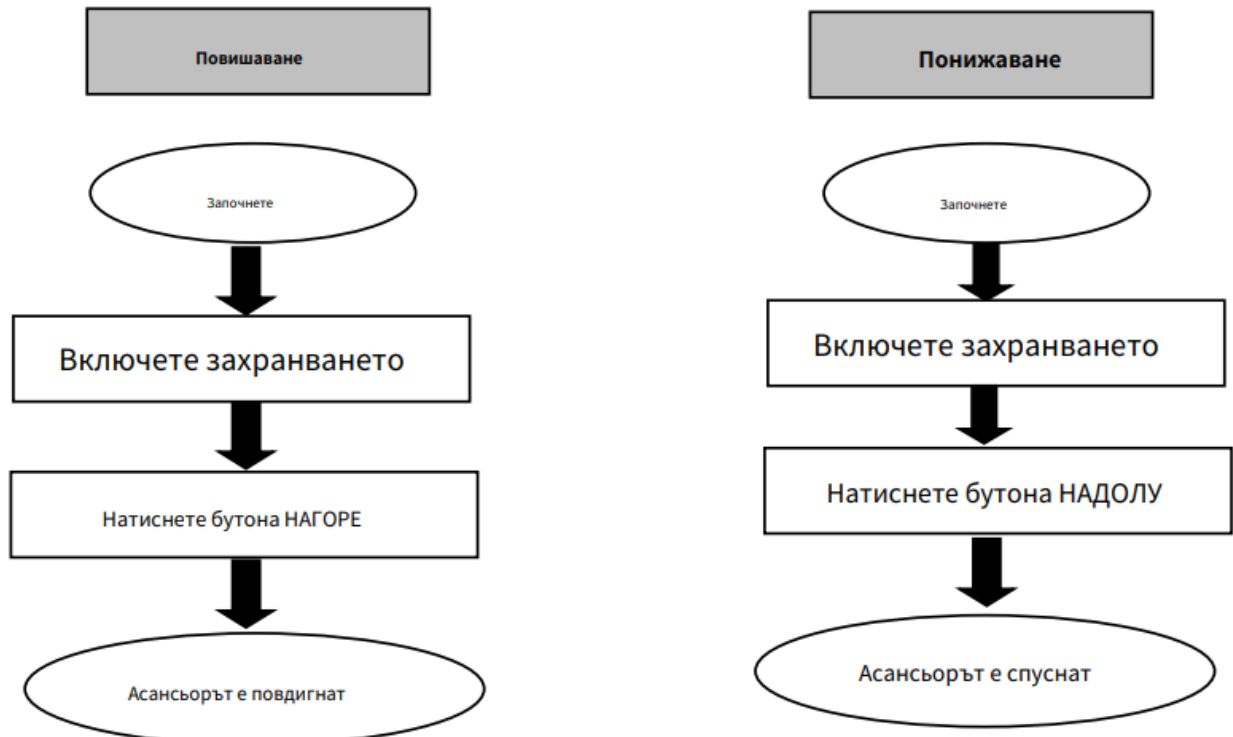 Повишаване
Започнете
Включете захранването
Натиснете бутона НАГОРЕ
Асансьорът е повдигнат
Понижаване
Започнете
Включете захранването
Натиснете бутона НАДОЛУ
Асансьорът е спуснат